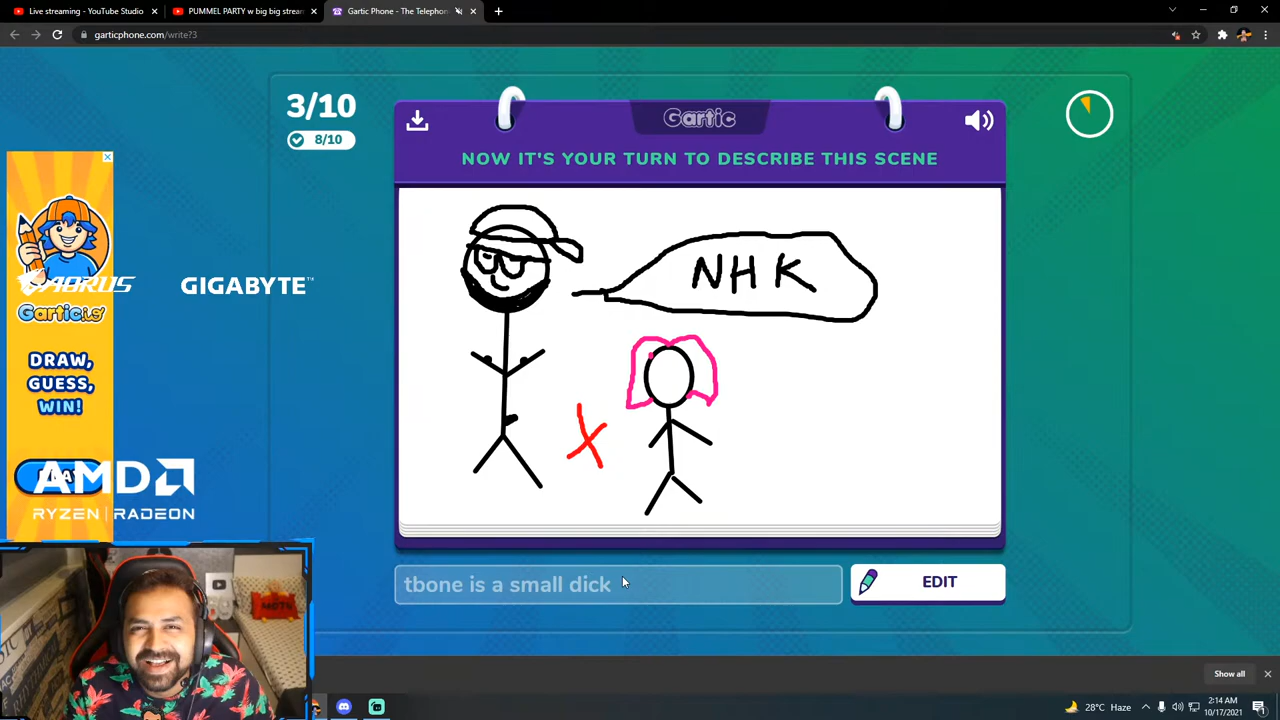 Live streaming - YouTube Studio
PUMMEL PARTY w big big strea
Gartic Phone - The Telephon
garticphone.com/write?3
3/10
8/10
Gartic
NOW IT'S YOUR TURN TO DESCRIBE THIS SCENE
NHK
AORUS
GIGABYTE™
Gartic.io
DRAW,
GUESS,
WIN!
AMD
RYZEN | RADEON
tbone is a small dick
EDIT
Show all
28°C Haze
2:14 AM
10/17/2021